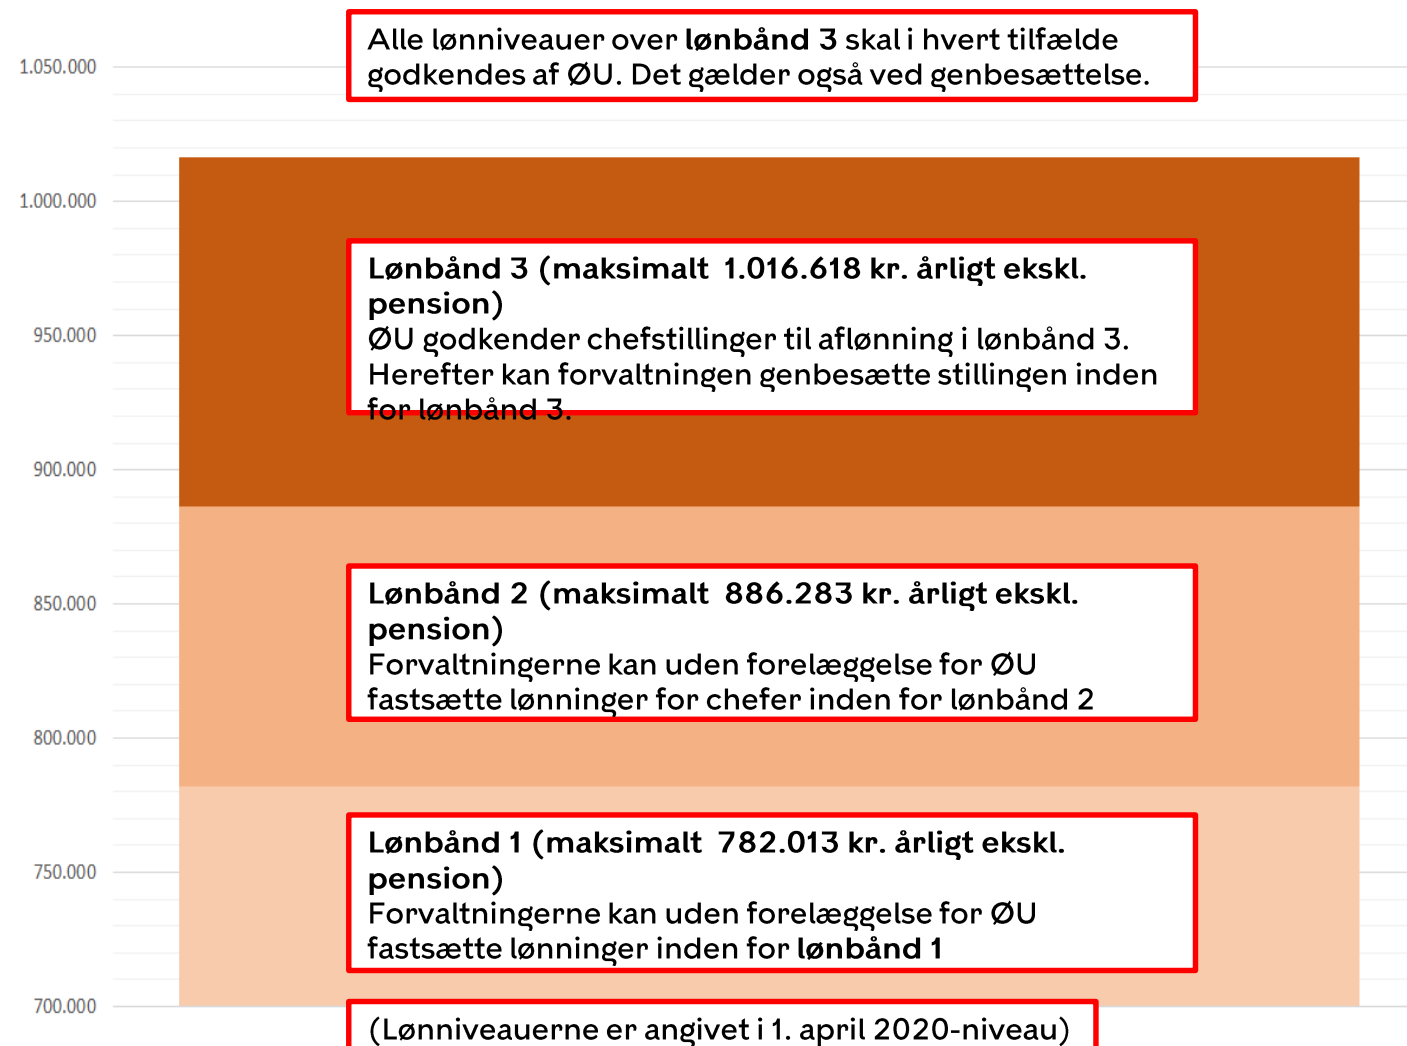 Alle lønniveauer over lønbånd 3 skal i hvert tilfælde
godkendes af ØU. Det gælder også ved genbesættelse.
1.050.000
1.000.000
Lønbånd 3 (maksimalt  1.016.618 kr. årligt ekskl.
pension)
ØU godkender chefstillinger til aflønning i lønbånd 3.
Herefter kan forvaltningen genbesætte stillingen inden
for lønbånd 3.
950.000
900.000
Lønbånd 2 (maksimalt  886.283 kr. årligt ekskl.
pension)
Forvaltningerne kan uden forelæggelse for ØU
fastsætte lønninger for chefer inden for lønbånd 2
850.000
800.000
Lønbånd 1 (maksimalt  782.013 kr. årligt ekskl.
pension)
Forvaltningerne kan uden forelæggelse for ØU
fastsætte lønninger inden for lønbånd 1
750.000
700.000
(Lønniveauerne er angivet i 1. april 2020-niveau)